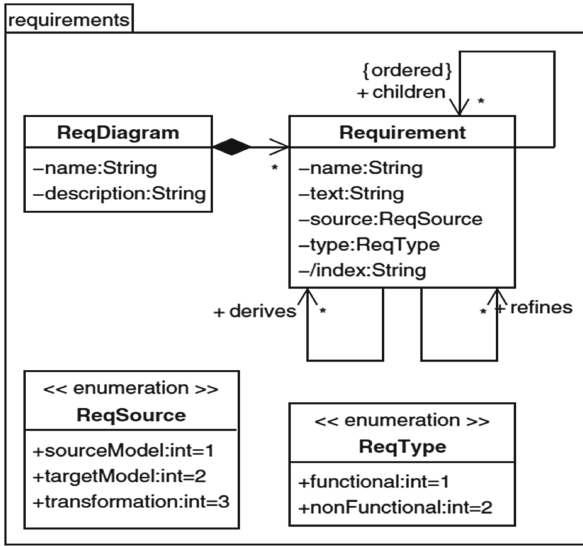 requirements
{ordered}
+ children
*
ReqDiagram
−name:String
−description:String
*
Requirement
−name:String
−text:String
−source:ReqSource
−type:ReqType
−/index:String
+ derives
*
*
+ refines
<< enumeration >>
ReqSource
+sourceModel:int=1
+targetModel:int=2
+transformation:int=3
<< enumeration >>
ReqType
+functional:int=1
+nonFunctional:int=2